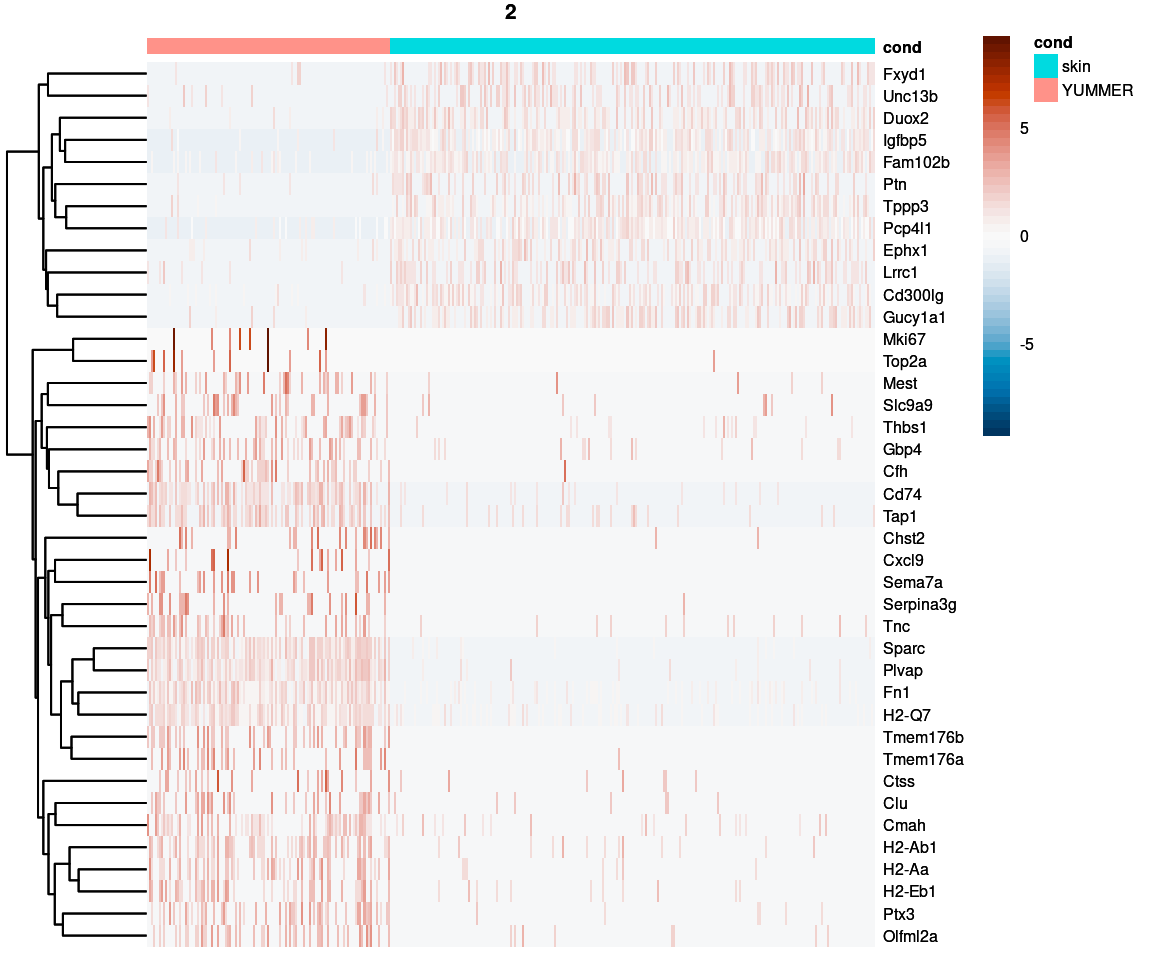 2
cond
Fxyd1
Unc13b
Duox2
Igfbp5
Fam102b
Ptn
Tppp3
Pcp4l1
Ephx1
Lrrc1
Cd300lg
Gucy1a1
Mki67
Top2a
Mest
Slc9a9
Thbs1
Gbp4
Cfh
Cd74
Tap1
Chst2
Cxcl9
Sema7a
Serpina3g
Tnc
Sparc
Plvap
Fn1
H2-Q7
Tmem176b
Tmem176a
Ctss
Clu
Cmah
H2-Ab1
H2-Aa
H2-Eb1
Ptx3
Olfml2a
5
0
-5
cond
skin
YUMMER